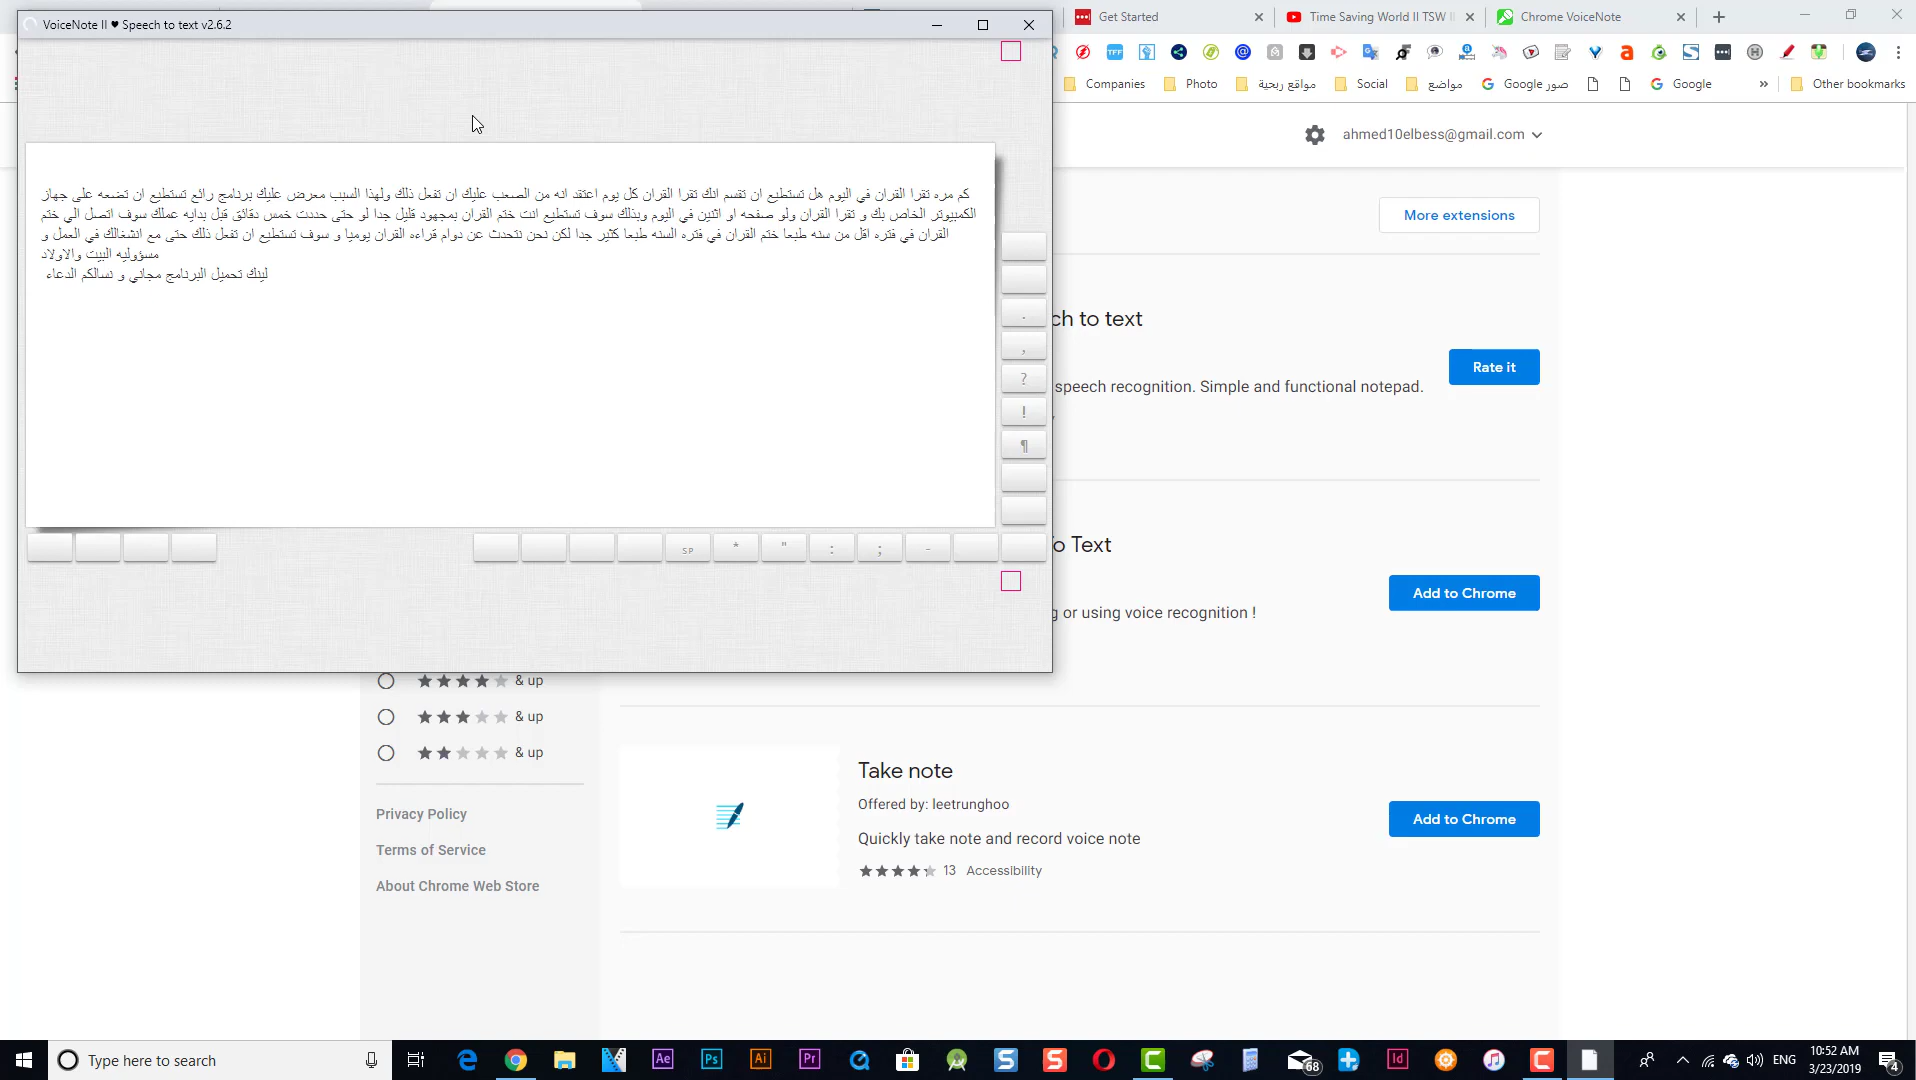 VoiceNote II ♥ Speech to text v2.6.2
Get Started
Time Saving World II TSW
Chrome VoiceNote
Companies
Photo
مواقع ربحية
Social
مواضع
صور Google
Google
»
Other bookmarks
ahmed10elbess@gmail.com
كم مره تقرا القران في اليوم هل تستطيع ان تقسم انك تقرا القران كل يوم اعتقد انه من الصعب عليك ان تفعل ذلك ولهذا السبب معرض عليك برنامج رائع تستطيع ان تضعه على جهاز
الكمبيوتر الخاص بك و تقرا القران ولو صفحه او اثنين في اليوم وبذلك سوف تستطيع انت ختم القران بمجهود قليل جدا لو حتى حددت خمس دقائق قبل بدايه عملك سوف اتصل الي ختم
القران في فتره اقل من سنه طبعا ختم القران في فتره السنه طبعا كثير جدا لكن نحن نتحدث عن دوام قراءه القران يوميا و سوف تستطيع ان تفعل ذلك حتى مع انشغالك في العمل و
مسؤوليه البيت والاولاد
لينك تحميل البرنامج مجاني و نسالكم الدعاء
.
,
?
!
¶
SP
*
"
:
;
-
More extensions
ch to text
Rate it
speech recognition. Simple and functional notepad.
o Text
Add to Chrome
g or using voice recognition !
& up
& up
& up
Privacy Policy
Terms of Service
About Chrome Web Store
Take note
Offered by: leetrunghoo
Quickly take note and record voice note
13 Accessibility
Add to Chrome
Type here to search
Ae
Ps
Ai
Pr
68
Id
ENG
10:52 AM
3/23/2019
4